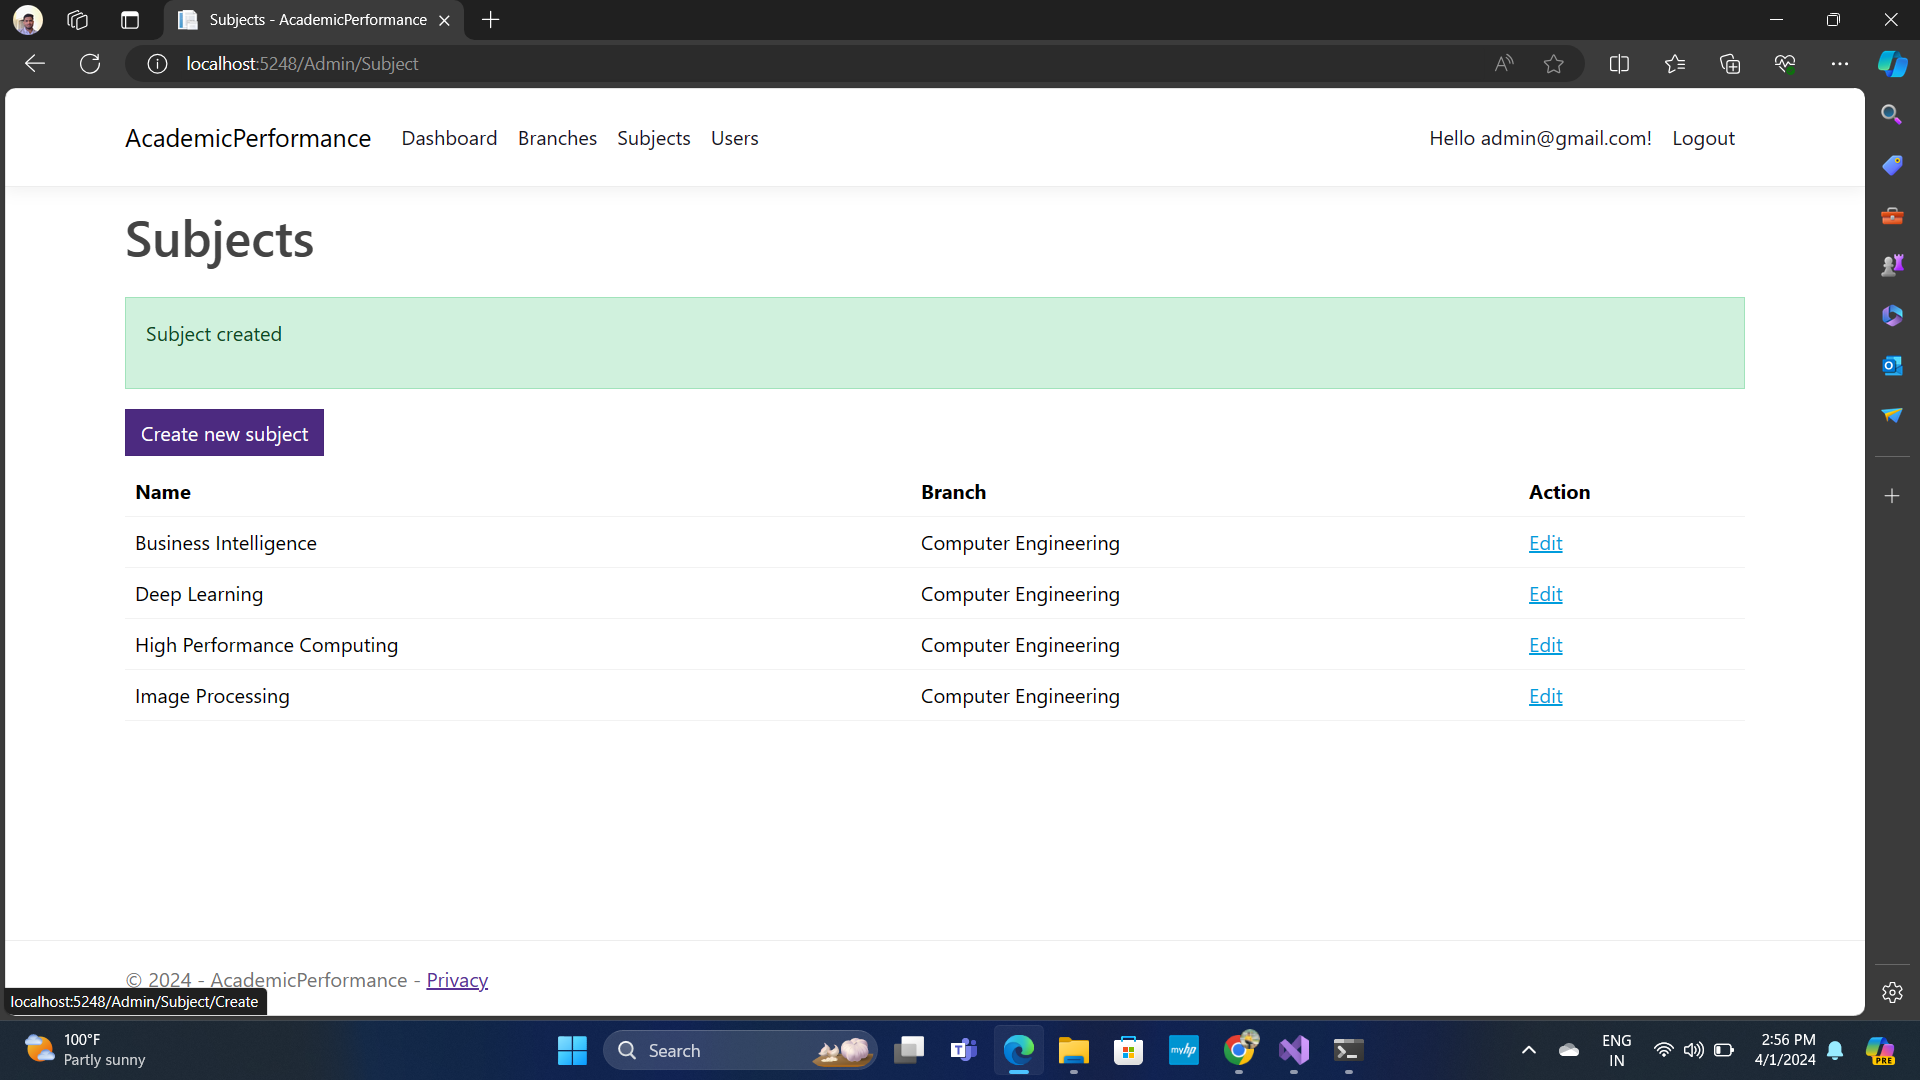 Subjects - AcademicPerformance
localhost:5248/Admin/Subject
AcademicPerformance Dashboard Branches Subjects Users Hello admin@gmail.com! Logout
Subjects
Subject created
Create new subject
Name Branch Action
Business Intelligence Computer Engineering Edit
Deep Learning Computer Engineering Edit
High Performance Computing Computer Engineering Edit
Image Processing Computer Engineering Edit
© 2024 - AcademicPerformance - Privacy
localhost:5248/Admin/Subject/Create
100°F
Partly sunny
Search
myhp
ENG
IN
2:56 PM
4/1/2024
PRE